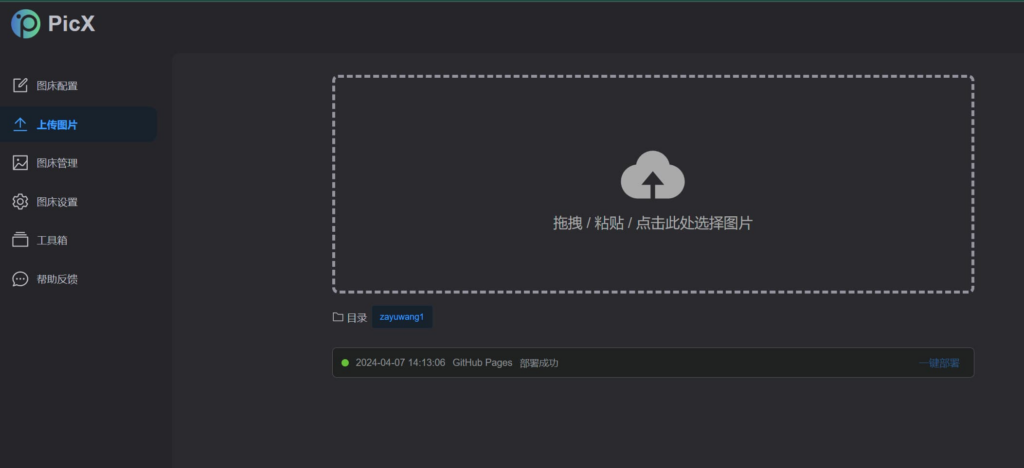 PicX
图床配置
上传图片
图床管理
图床设置
工具箱
帮助反馈
拖拽 / 粘贴 / 点击此处选择图片
目录 zayuwang1
2024-04-07 14:13:06 GitHub Pages 部署成功 一键部署